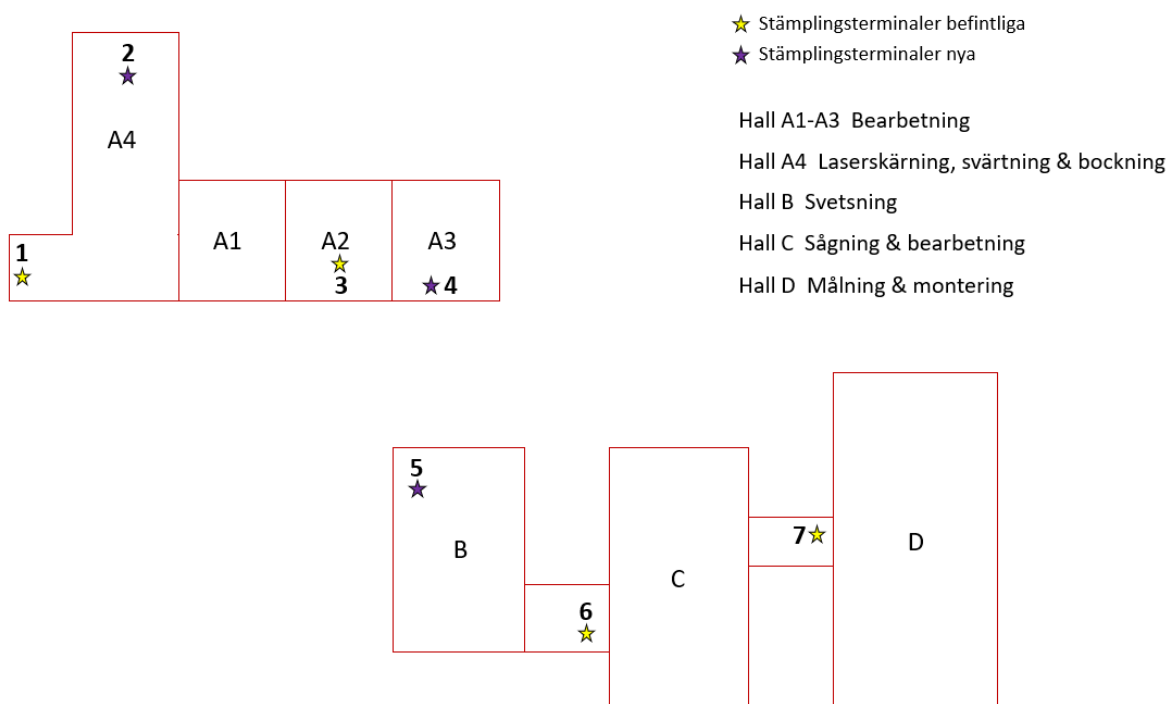 Stämplingsterminaler befintliga
Stämplingsterminaler nya
Hall A1-A3 Bearbetning
Hall A4 Laserskärning, svärtning & bockning
Hall B Svetsning
Hall C Sågning & bearbetning
Hall D Målning & montering
2
A4
1
A1
A2
A3
3
4
5
B
6
C
7
D